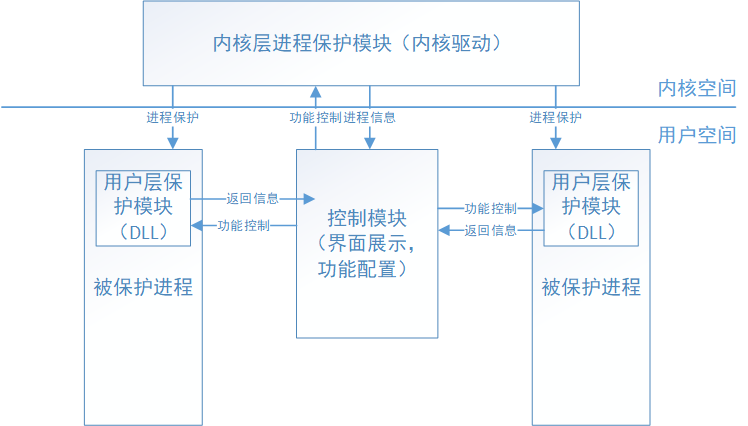 内核层进程保护模块（内核驱动）
内核空间
进程保护
功能控制
进程信息
进程保护
用户空间
用户层保
护模块
（DLL）
返回信息
功能控制
被保护进程
控制模块
（界面展示，
功能配置）
功能控制
返回信息
用户层保
护模块
（DLL）
被保护进程